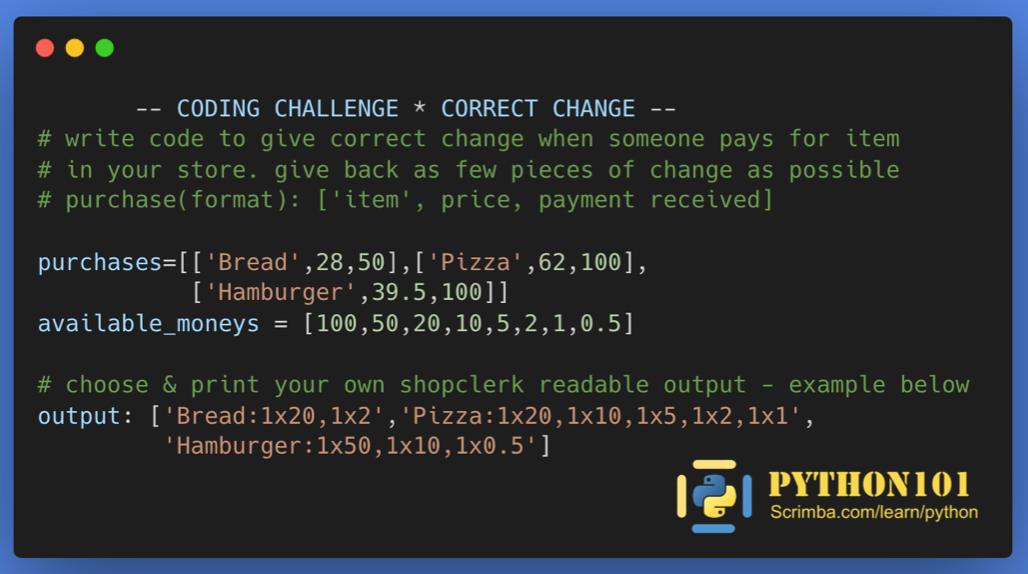 -- CODING CHALLENGE * CORRECT CHANGE --
# write code to give correct change when someone pays for item
# in your store. give back as few pieces of change as possible
# purchase(format): ['item', price, payment received]
purchases=[['Bread',28,50],['Pizza',62,100],
['Hamburger',39.5,100]]
available_moneys = [100,50,20,10,5,2,1,0.5]
# choose & print your own shopclerk readable output - example below
output: ['Bread:1x20,1x2','Pizza:1x20,1x10,1x5,1x2,1x1',
'Hamburger:1x50,1x10,1x0.5']
PYTHON101
Scrimba.com/learn/python